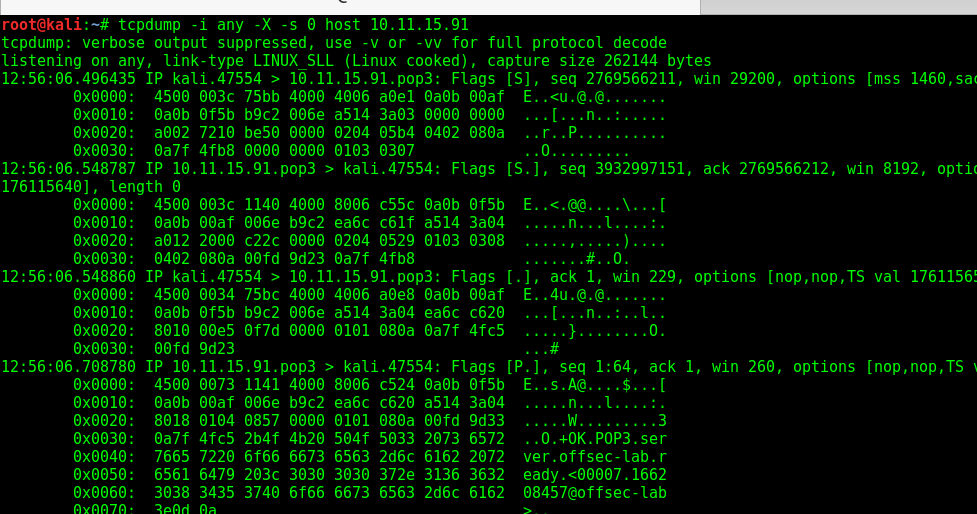 root@kali:~# tcpdump -i any -X -s 0 host 10.11.15.91
tcpdump: verbose output suppressed, use -v or -vv for full protocol decode
listening on any, link-type LINUX_SLL (Linux cooked), capture size 262144 bytes
12:56:06.496435 IP kali.47554 > 10.11.15.91.pop3: Flags [S], seq 2769566211, win 29200, options [mss 1460,sac
0x0000: 4500 003c 75bb 4000 4006 a0e1 0a0b 00af E..<u.@.@.......
0x0010: 0a0b 0f5b b9c2 006e a514 3a03 0000 0000 ...[...n..:.....
0x0020: a002 7210 be50 0000 0204 05b4 0402 080a ..r..P..........
0x0030: 0a7f 4fb8 0000 0000 0103 0307 ..O.........
12:56:06.548787 IP 10.11.15.91.pop3 > kali.47554: Flags [S.], seq 3932997151, ack 2769566212, win 8192, optio
176115640], length 0
0x0000: 4500 003c 1140 4000 8006 c55c 0a0b 0f5b E..<.@@....\...[
0x0010: 0a0b 00af 006e b9c2 ea6c c61f a514 3a04 .....n...l....:.
0x0020: a012 2000 c22c 0000 0204 0529 0103 0308 .....,.....)....
0x0030: 0402 080a 00fd 9d23 0a7f 4fb8 .......#..O.
12:56:06.548860 IP kali.47554 > 10.11.15.91.pop3: Flags [.], ack 1, win 229, options [nop,nop,TS val 17611565
0x0000: 4500 0034 75bc 4000 4006 a0e8 0a0b 00af E..4u.@.@.......
0x0010: 0a0b 0f5b b9c2 006e a514 3a04 ea6c c620 ...[...n..:..l..
0x0020: 8010 00e5 0f7d 0000 0101 080a 0a7f 4fc5 .....}........O.
0x0030: 00fd 9d23 ...#
12:56:06.708780 IP 10.11.15.91.pop3 > kali.47554: Flags [P.], seq 1:64, ack 1, win 260, options [nop,nop,TS v
0x0000: 4500 0073 1141 4000 8006 c524 0a0b 0f5b E..s.A@....$...[
0x0010: 0a0b 00af 006e b9c2 ea6c c620 a514 3a04 .....n...l....:.
0x0020: 8018 0104 0857 0000 0101 080a 00fd 9d33 .....W.........3
0x0030: 0a7f 4fc5 2b4f 4b20 504f 5033 2073 6572 ..O.+OK.POP3.ser
0x0040: 7665 7220 6f66 6673 6563 2d6c 6162 2072 ver.offsec-lab.r
0x0050: 6561 6479 203c 3030 3030 372e 3136 3632 eady.<00007.1662
0x0060: 3038 3435 3740 6f66 6673 6563 2d6c 6162 08457@offsec-lab
0x0070: 3e0d 0a >..